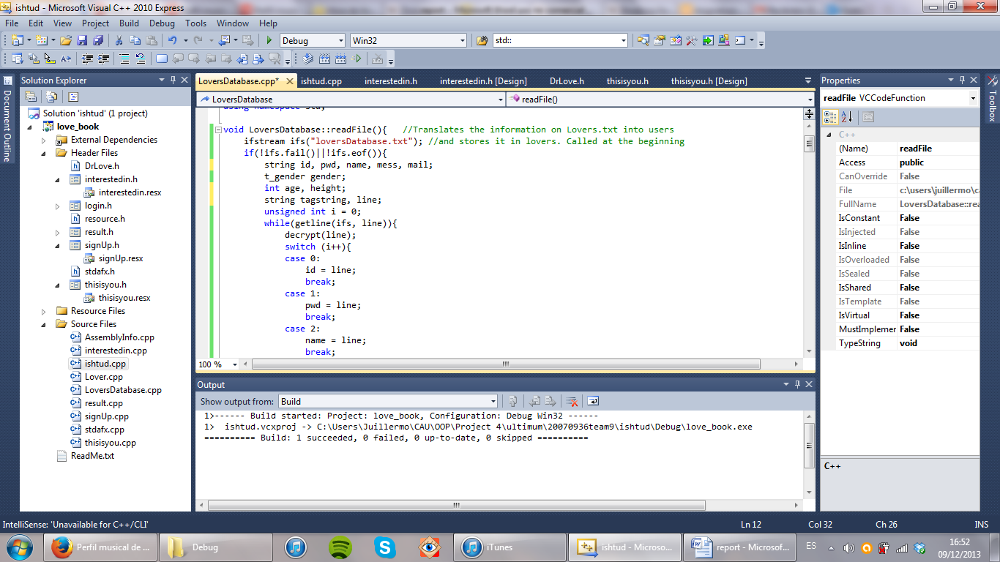 ishtud - Microsoft Visual C++ 2010 Express
File Edit View Project Build Debug Tools Window Help
Debug Win32 std::
Solution Explorer
Solution 'ishtud' (1 project)
love_book
External Dependencies
Header Files
DrLove.h
interestedin.h
interestedin.resx
login.h
resource.h
result.h
signUp.h
signUp.resx
stdafx.h
thisisyou.h
thisisyou.resx
Resource Files
Source Files
AssemblyInfo.cpp
interestedin.cpp
ishtud.cpp
Lover.cpp
LoversDatabase.cpp
result.cpp
signUp.cpp
stdafx.cpp
thisisyou.cpp
ReadMe.txt
Document Outline
LoversDatabase.cpp* ishtud.cpp interestedin.h interestedin.h [Design] DrLove.h thisisyou.h thisisyou.h [Design]
LoversDatabase readFile()
using namespace std;
void LoversDatabase::readFile(){ //Translates the information on Lovers.txt into users
ifstream ifs("loversDatabase.txt"); //and stores it in lovers. Called at the beginning
if(!ifs.fail()||!ifs.eof()){
string id, pwd, name, mess, mail;
t_gender gender;
int age, height;
string tagstring, line;
unsigned int i = 0;
while(getline(ifs, line)){
decrypt(line);
switch (i++){
case 0:
id = line;
break;
case 1:
pwd = line;
break;
case 2:
name = line;
break;
100 %
Output
Show output from: Build
1>------ Build started: Project: love_book, Configuration: Debug Win32 ------
1>  ishtud.vcxproj -> C:\Users\Juillermo\CAU\OOP\Project 4\ultimum\20070936team9\ishtud\Debug\love_book.exe
========== Build: 1 succeeded, 0 failed, 0 up-to-date, 0 skipped ==========
Properties
readFile VCCodeFunction
C++
(Name) readFile
Access public
CanOverride False
File c:\users\juillermo\ca
FullName LoversDatabase::rea
IsConstant False
IsInjected False
IsInline False
IsOverloaded False
IsSealed False
IsShared False
IsTemplate False
IsVirtual False
MustImplemer False
TypeString void
C++
Toolbox
IntelliSense: 'Unavailable for C++/CLI' Ln 12 Col 32 Ch 26 INS
Perfil musical de ... Debug iTunes ishtud - Microso... report - Microsof... ES 16:52
09/12/2013